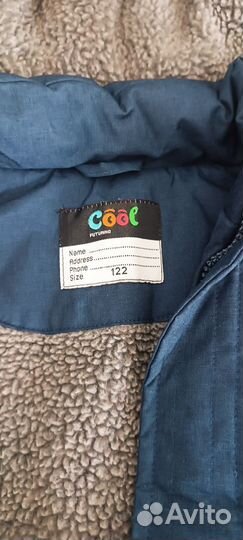 Cool
FUTURINO
Name ..................
Address ..............
Phone ................
Size 122
Avito